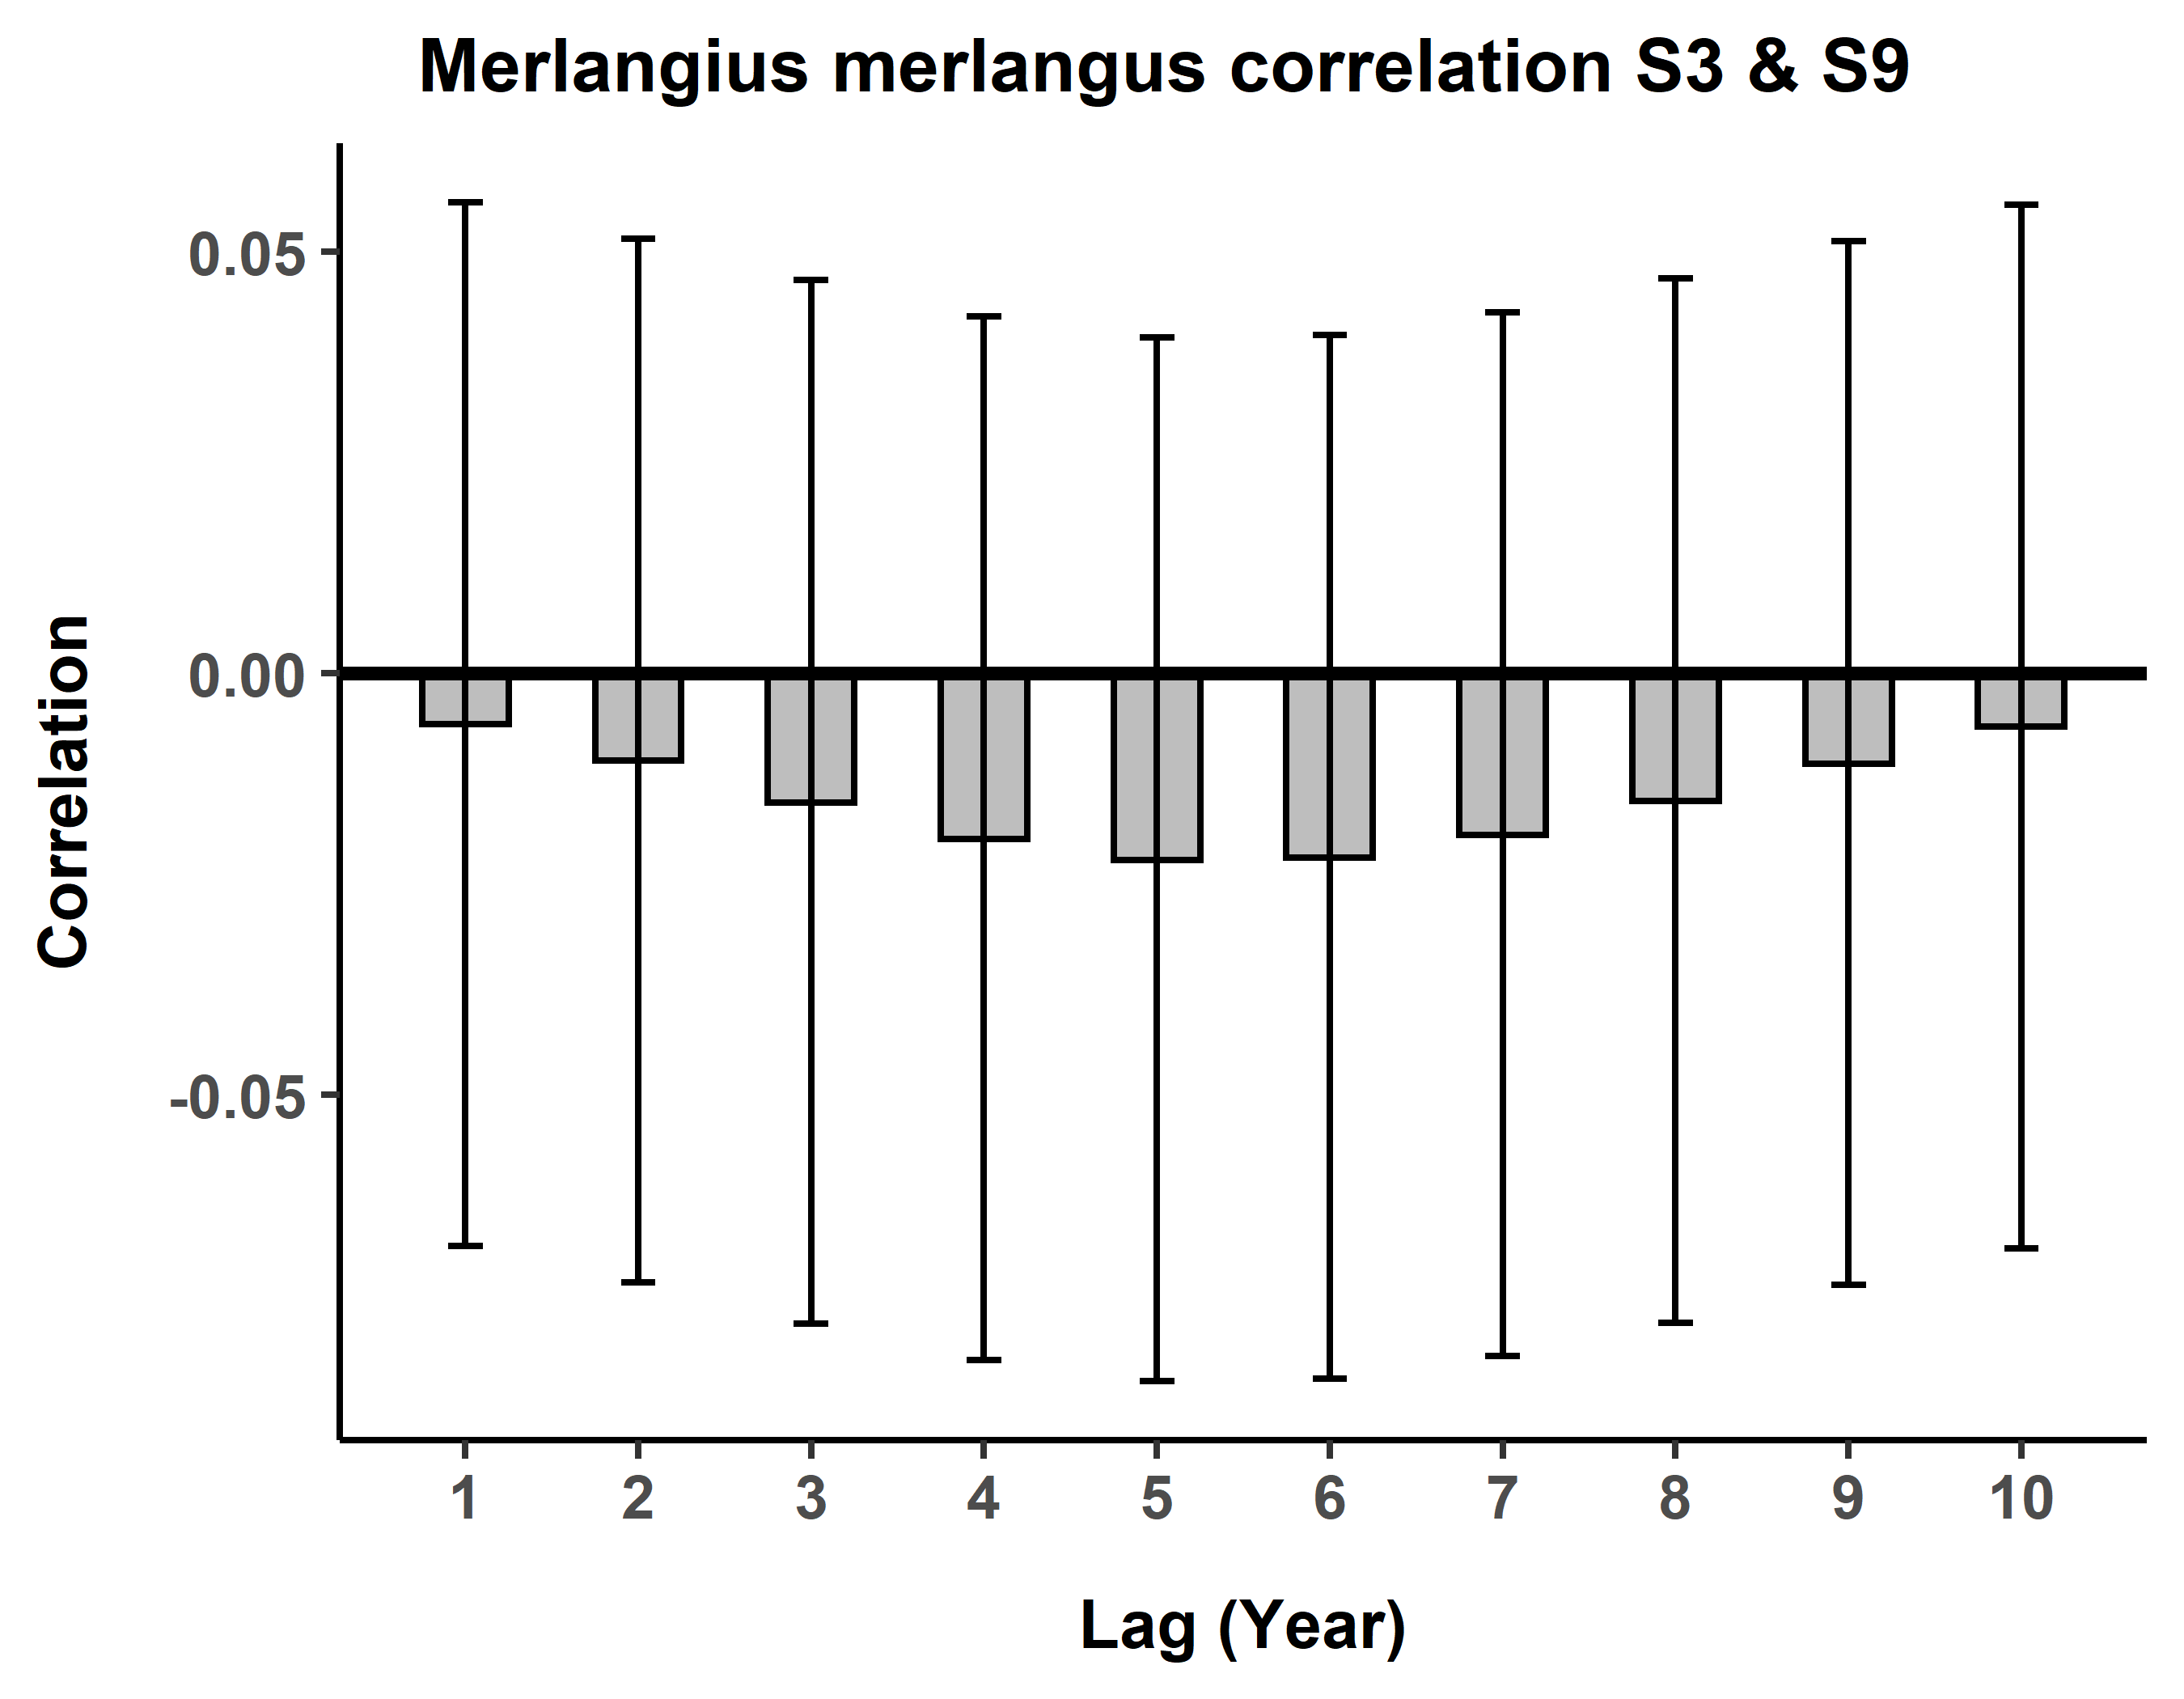 Merlangius merlangus correlation S3 & S9
Correlation
0.05
0.00
-0.05
1 2 3 4 5 6 7 8 9 10
Lag (Year)